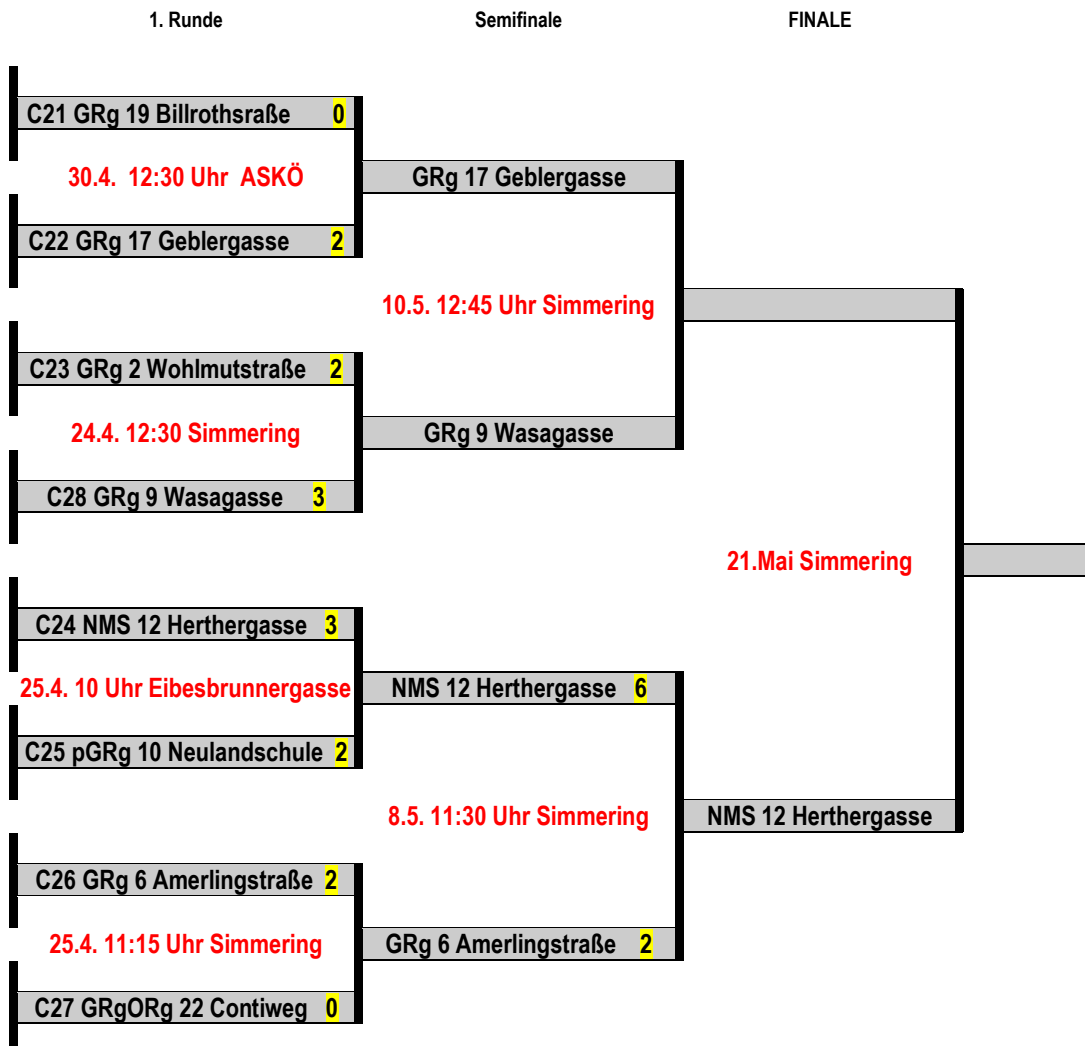 1. Runde Semifinale FINALE
C21 GRg 19 Billrothsraße 0
30.4. 12:30 Uhr ASKÖ
GRg 17 Geblergasse
C22 GRg 17 Geblergasse 2
10.5. 12:45 Uhr Simmering
C23 GRg 2 Wohlmutstraße 2
24.4. 12:30 Simmering
GRg 9 Wasagasse
C28 GRg 9 Wasagasse 3
21.Mai Simmering
C24 NMS 12 Herthergasse 3
25.4. 10 Uhr Eibesbrunnergasse
NMS 12 Herthergasse 6
C25 pGRg 10 Neulandschule 2
8.5. 11:30 Uhr Simmering
NMS 12 Herthergasse
C26 GRg 6 Amerlingstraße 2
25.4. 11:15 Uhr Simmering
GRg 6 Amerlingstraße 2
C27 GRgORg 22 Contiweg 0